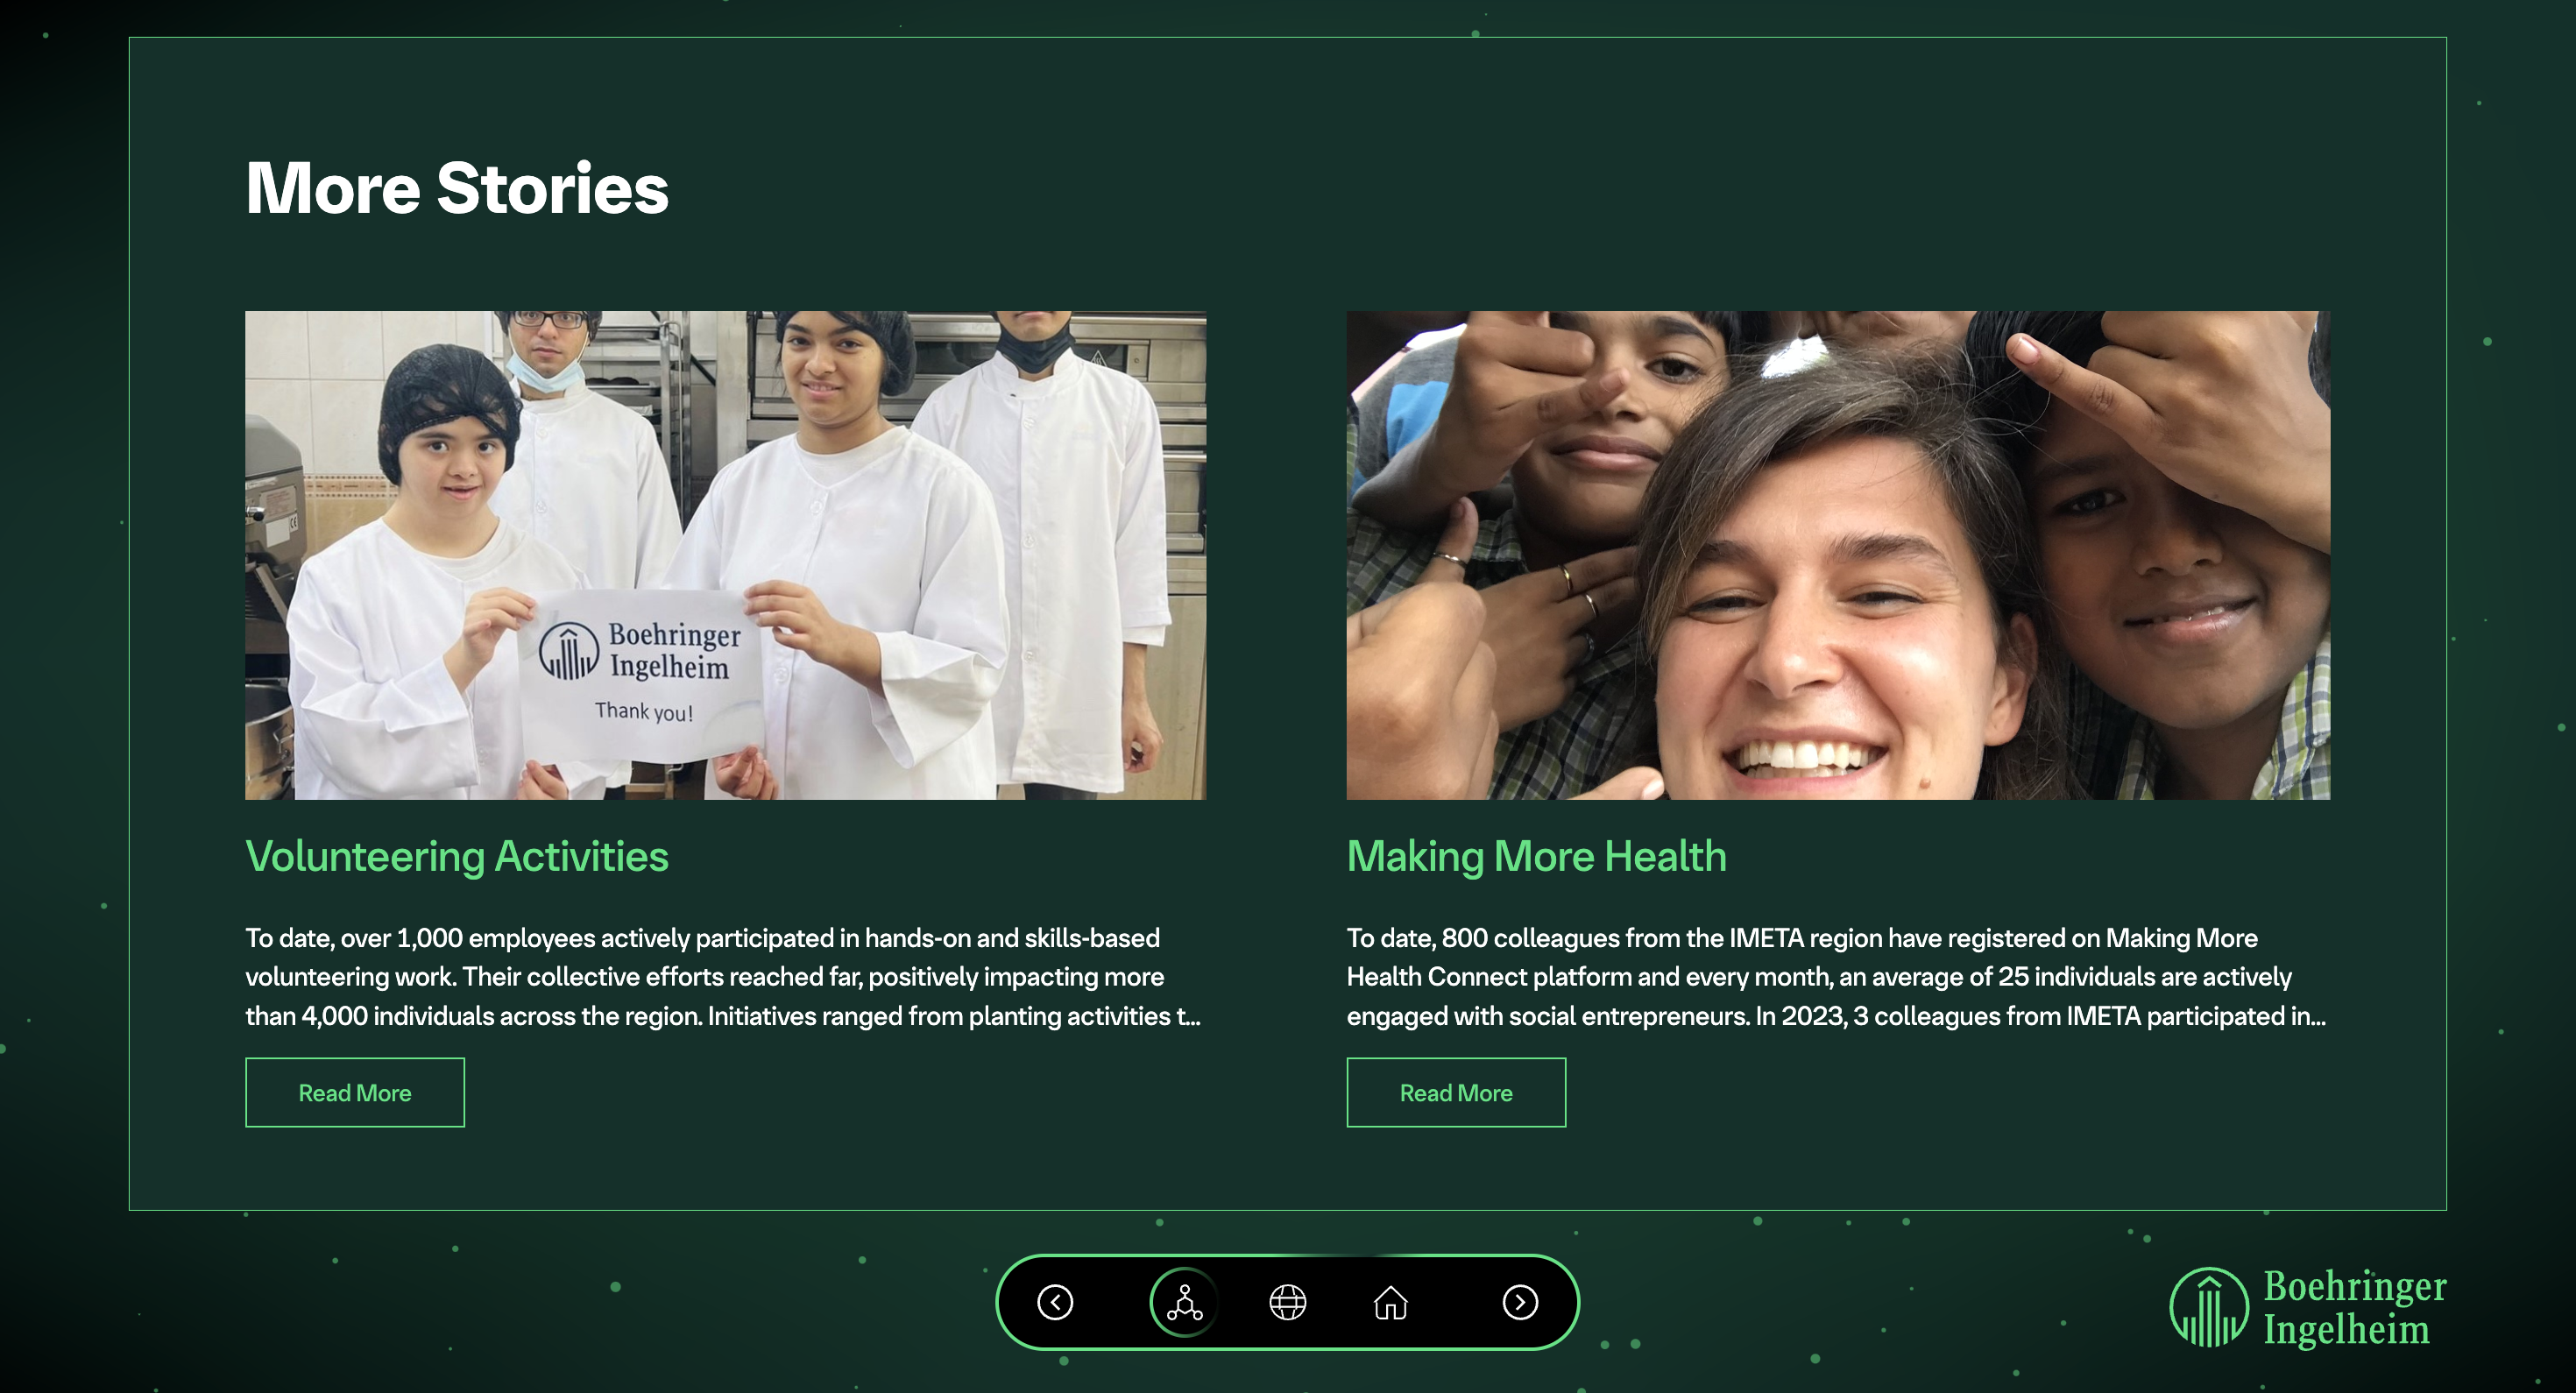 More Stories
Boehringer
Ingelheim
Thank you!
Volunteering Activities
To date, over 1,000 employees actively participated in hands-on and skills-based
volunteering work. Their collective efforts reached far, positively impacting more
than 4,000 individuals across the region. Initiatives ranged from planting activities t...
Read More
Making More Health
To date, 800 colleagues from the IMETA region have registered on Making More
Health Connect platform and every month, an average of 25 individuals are actively
engaged with social entrepreneurs. In 2023, 3 colleagues from IMETA participated in...
Read More
Boehringer
Ingelheim